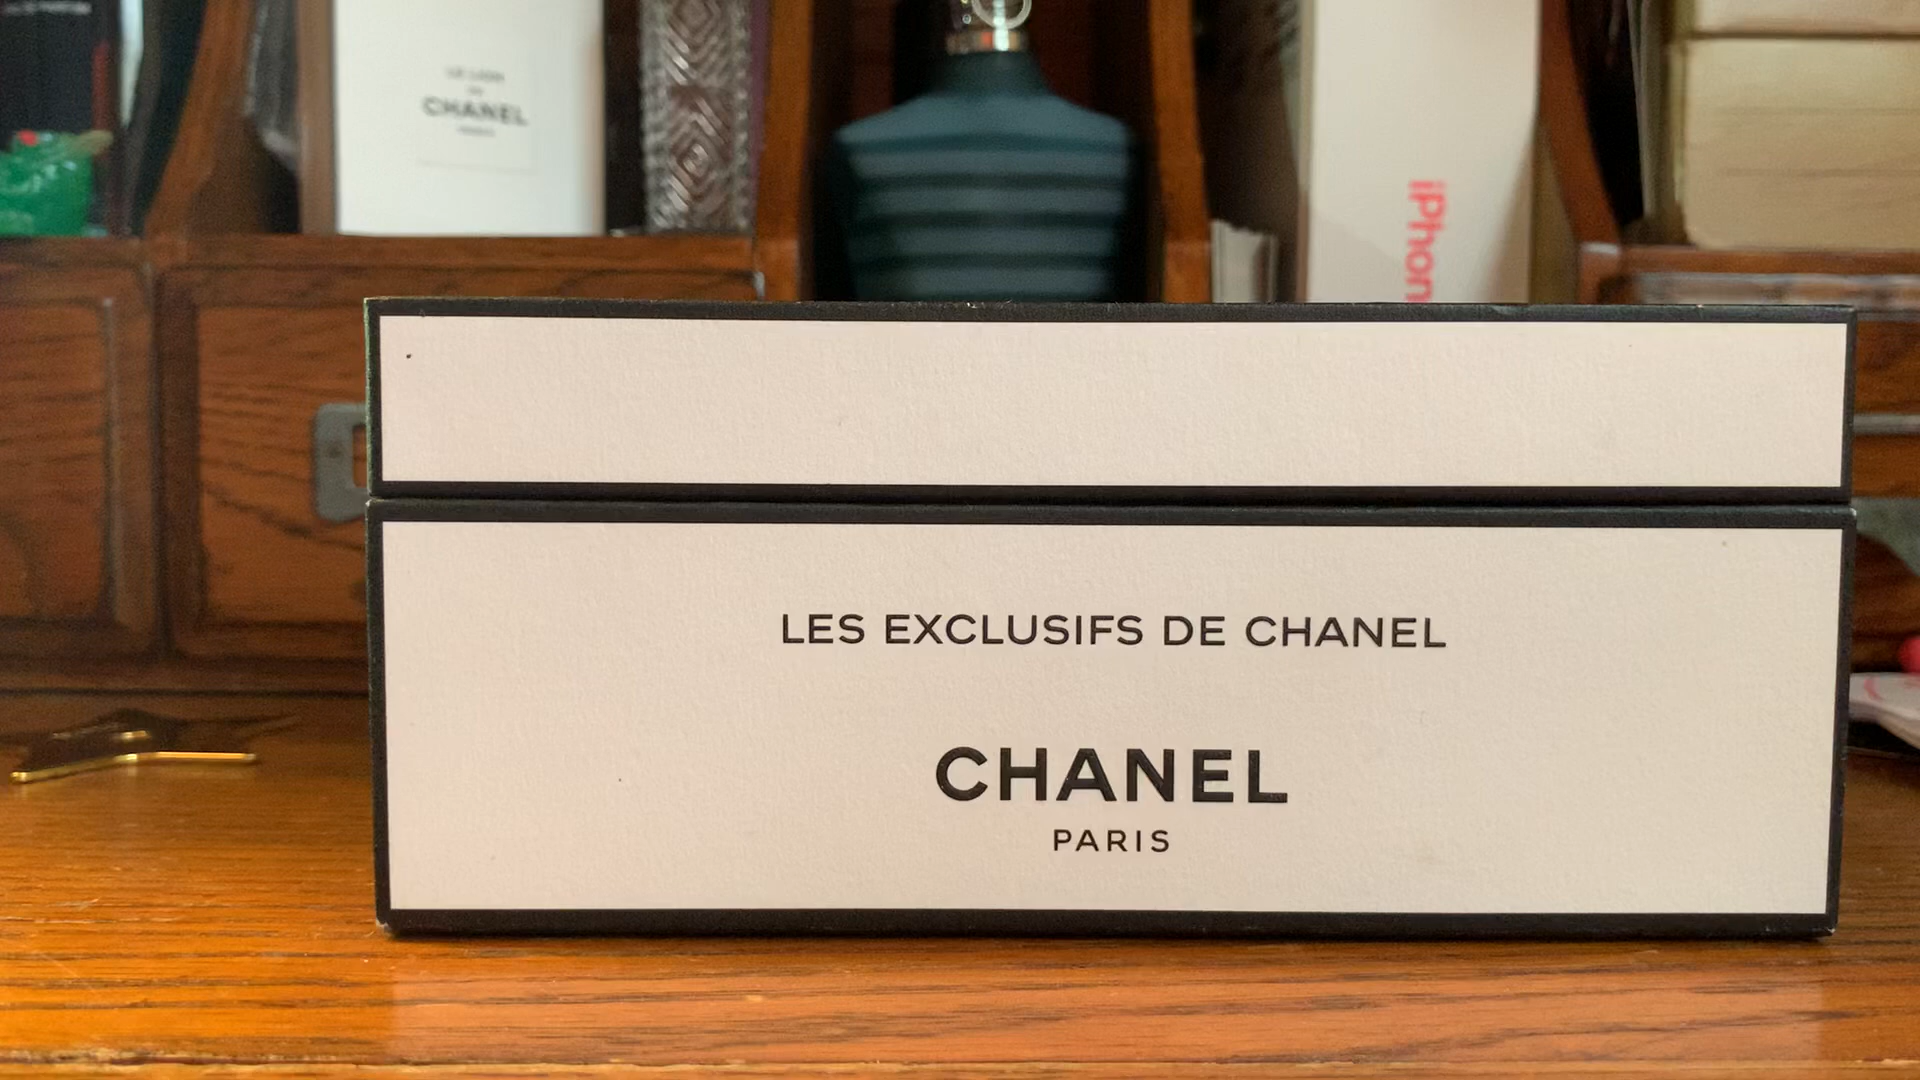 CHANEL
iPhon
LES EXCLUSIFS DE CHANEL
CHANEL
PARIS